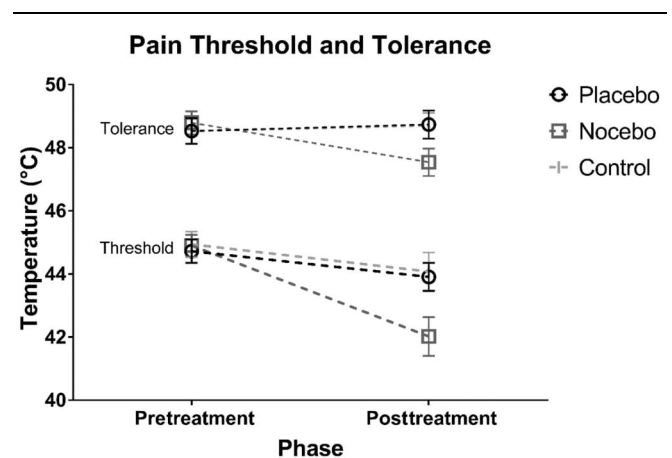 Pain Threshold and Tolerance
Temperature (°C)
50
48
46
44
42
40
Tolerance
Threshold
Placebo
Nocebo
Control
Pretreatment
Posttreatment
Phase